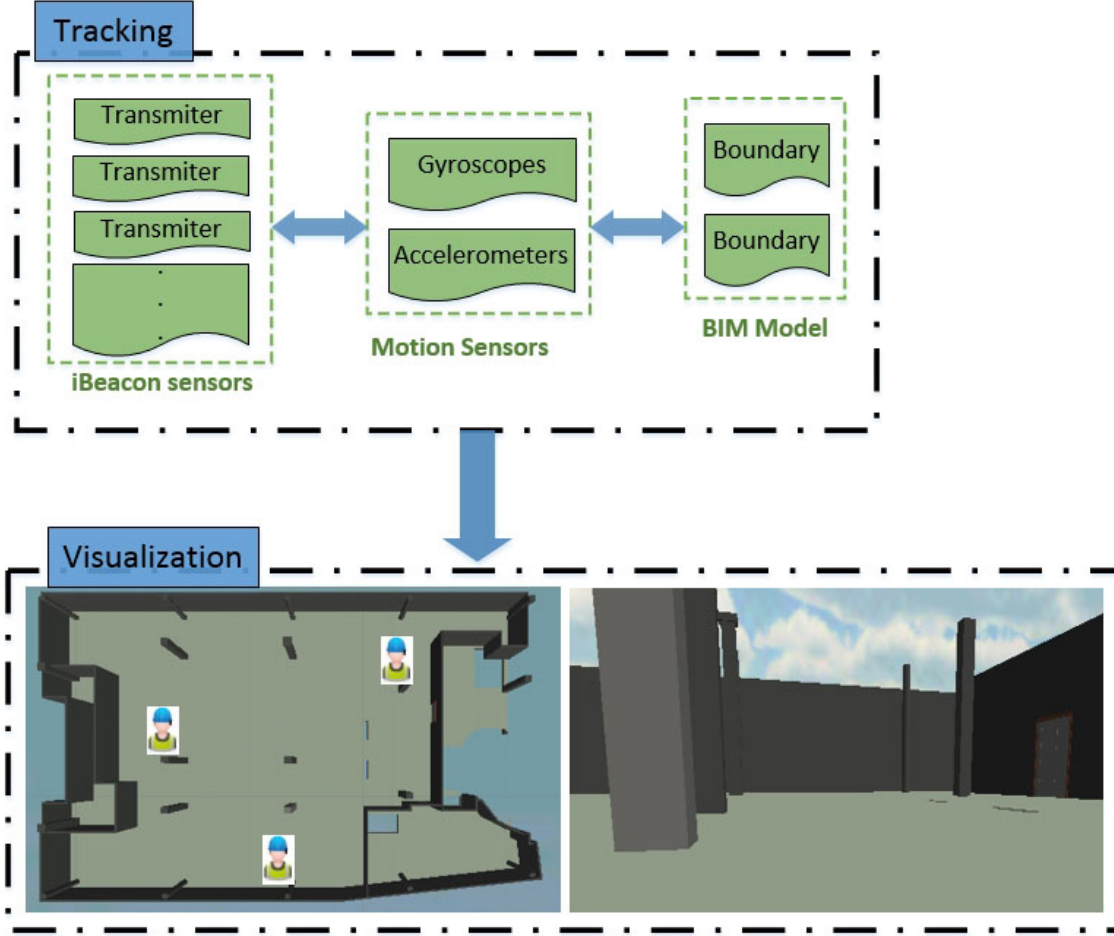 Tracking
Transmiter
Transmiter
Transmiter
.
.
.
iBeacon sensors
Gyroscopes
Accelerometers
Motion Sensors
Boundary
Boundary
BIM Model
Visualization